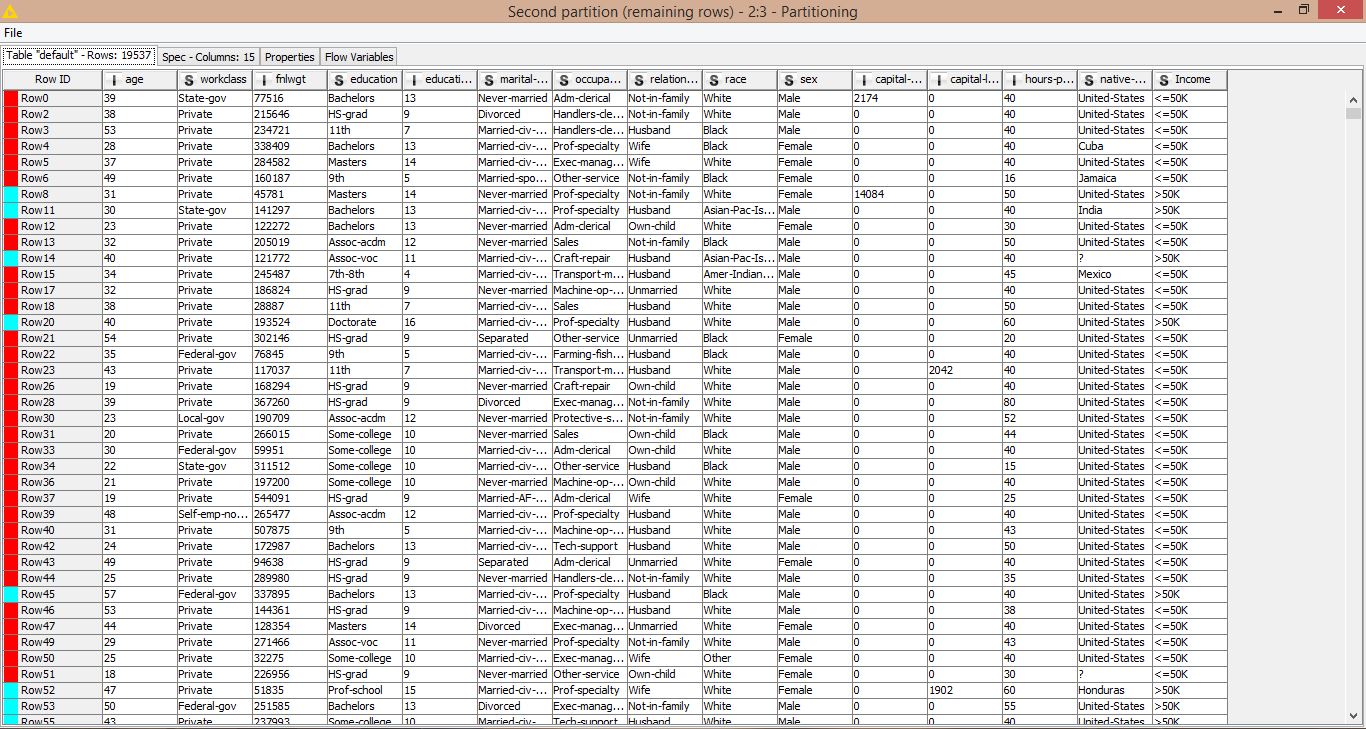 Second partition (remaining rows) - 2:3 - Partitioning
File
Table "default" - Rows: 19537 Spec - Columns: 15 Properties Flow Variables
Row ID I age S workclass I fnlwgt S education I educati... S marital-... S occupa... S relation... S race S sex I capital-... I capital-l... I hours-p... S native-... S Income
Row0 39 State-gov 77516 Bachelors 13 Never-married Adm-clerical Not-in-family White Male 2174 0 40 United-States <=50K
Row2 38 Private 215646 HS-grad 9 Divorced Handlers-cle... Not-in-family White Male 0 0 40 United-States <=50K
Row3 53 Private 234721 11th 7 Married-civ-... Handlers-cle... Husband Black Male 0 0 40 United-States <=50K
Row4 28 Private 338409 Bachelors 13 Married-civ-... Prof-specialty Wife Black Female 0 0 40 Cuba <=50K
Row5 37 Private 284582 Masters 14 Married-civ-... Exec-manag... Wife White Female 0 0 40 United-States <=50K
Row6 49 Private 160187 9th 5 Married-spo... Other-service Not-in-family Black Female 0 0 16 Jamaica <=50K
Row8 31 Private 45781 Masters 14 Never-married Prof-specialty Not-in-family White Female 14084 0 50 United-States >50K
Row11 30 State-gov 141297 Bachelors 13 Married-civ-... Prof-specialty Husband Asian-Pac-Is... Male 0 0 40 India >50K
Row12 23 Private 122272 Bachelors 13 Never-married Adm-clerical Own-child White Female 0 0 30 United-States <=50K
Row13 32 Private 205019 Assoc-acdm 12 Never-married Sales Not-in-family Black Male 0 0 50 United-States <=50K
Row14 40 Private 121772 Assoc-voc 11 Married-civ-... Craft-repair Husband Asian-Pac-Is... Male 0 0 40 ? >50K
Row15 34 Private 245487 7th-8th 4 Married-civ-... Transport-m... Husband Amer-Indian... Male 0 0 45 Mexico <=50K
Row17 32 Private 186824 HS-grad 9 Never-married Machine-op-... Unmarried White Male 0 0 40 United-States <=50K
Row18 38 Private 28887 11th 7 Married-civ-... Sales Husband White Male 0 0 50 United-States <=50K
Row20 40 Private 193524 Doctorate 16 Married-civ-... Prof-specialty Husband White Male 0 0 60 United-States >50K
Row21 54 Private 302146 HS-grad 9 Separated Other-service Unmarried Black Female 0 0 20 United-States <=50K
Row22 35 Federal-gov 76845 9th 5 Married-civ-... Farming-fish... Husband Black Male 0 0 40 United-States <=50K
Row23 43 Private 117037 11th 7 Married-civ-... Transport-m... Husband White Male 0 2042 40 United-States <=50K
Row26 19 Private 168294 HS-grad 9 Never-married Craft-repair Own-child White Male 0 0 40 United-States <=50K
Row28 39 Private 367260 HS-grad 9 Divorced Exec-manag... Not-in-family White Male 0 0 80 United-States <=50K
Row30 23 Local-gov 190709 Assoc-acdm 12 Never-married Protective-s... Not-in-family White Male 0 0 52 United-States <=50K
Row31 20 Private 266015 Some-college 10 Never-married Sales Own-child Black Male 0 0 44 United-States <=50K
Row33 30 Federal-gov 59951 Some-college 10 Married-civ-... Adm-clerical Own-child White Male 0 0 40 United-States <=50K
Row34 22 State-gov 311512 Some-college 10 Married-civ-... Other-service Husband Black Male 0 0 15 United-States <=50K
Row36 21 Private 197200 Some-college 10 Never-married Machine-op-... Own-child White Male 0 0 40 United-States <=50K
Row37 19 Private 544091 HS-grad 9 Married-AF-... Adm-clerical Wife White Female 0 0 25 United-States <=50K
Row39 48 Self-emp-no... 265477 Assoc-acdm 12 Married-civ-... Prof-specialty Husband White Male 0 0 40 United-States <=50K
Row40 31 Private 507875 9th 5 Married-civ-... Machine-op-... Husband White Male 0 0 43 United-States <=50K
Row42 24 Private 172987 Bachelors 13 Married-civ-... Tech-support Husband White Male 0 0 50 United-States <=50K
Row43 49 Private 94638 HS-grad 9 Separated Adm-clerical Unmarried White Female 0 0 40 United-States <=50K
Row44 25 Private 289980 HS-grad 9 Never-married Handlers-cle... Not-in-family White Male 0 0 35 United-States <=50K
Row45 57 Federal-gov 337895 Bachelors 13 Married-civ-... Prof-specialty Husband Black Male 0 0 40 United-States >50K
Row46 53 Private 144361 HS-grad 9 Married-civ-... Machine-op-... Husband White Male 0 0 38 United-States <=50K
Row47 44 Private 128354 Masters 14 Divorced Exec-manag... Unmarried White Female 0 0 40 United-States <=50K
Row49 29 Private 271466 Assoc-voc 11 Never-married Prof-specialty Not-in-family White Male 0 0 43 United-States <=50K
Row50 25 Private 32275 Some-college 10 Married-civ-... Exec-manag... Wife Other Female 0 0 40 United-States <=50K
Row51 18 Private 226956 HS-grad 9 Never-married Other-service Own-child White Female 0 0 30 ? <=50K
Row52 47 Private 51835 Prof-school 15 Married-civ-... Prof-specialty Wife White Female 0 1902 60 Honduras >50K
Row53 50 Federal-gov 251585 Bachelors 13 Divorced Exec-manag... Not-in-family White Male 0 0 55 United-States >50K
Row55 43 Private 237993 Some-college 10 Married-civ-... Tech-support Husband White Male 0 0 40 United-States >50K